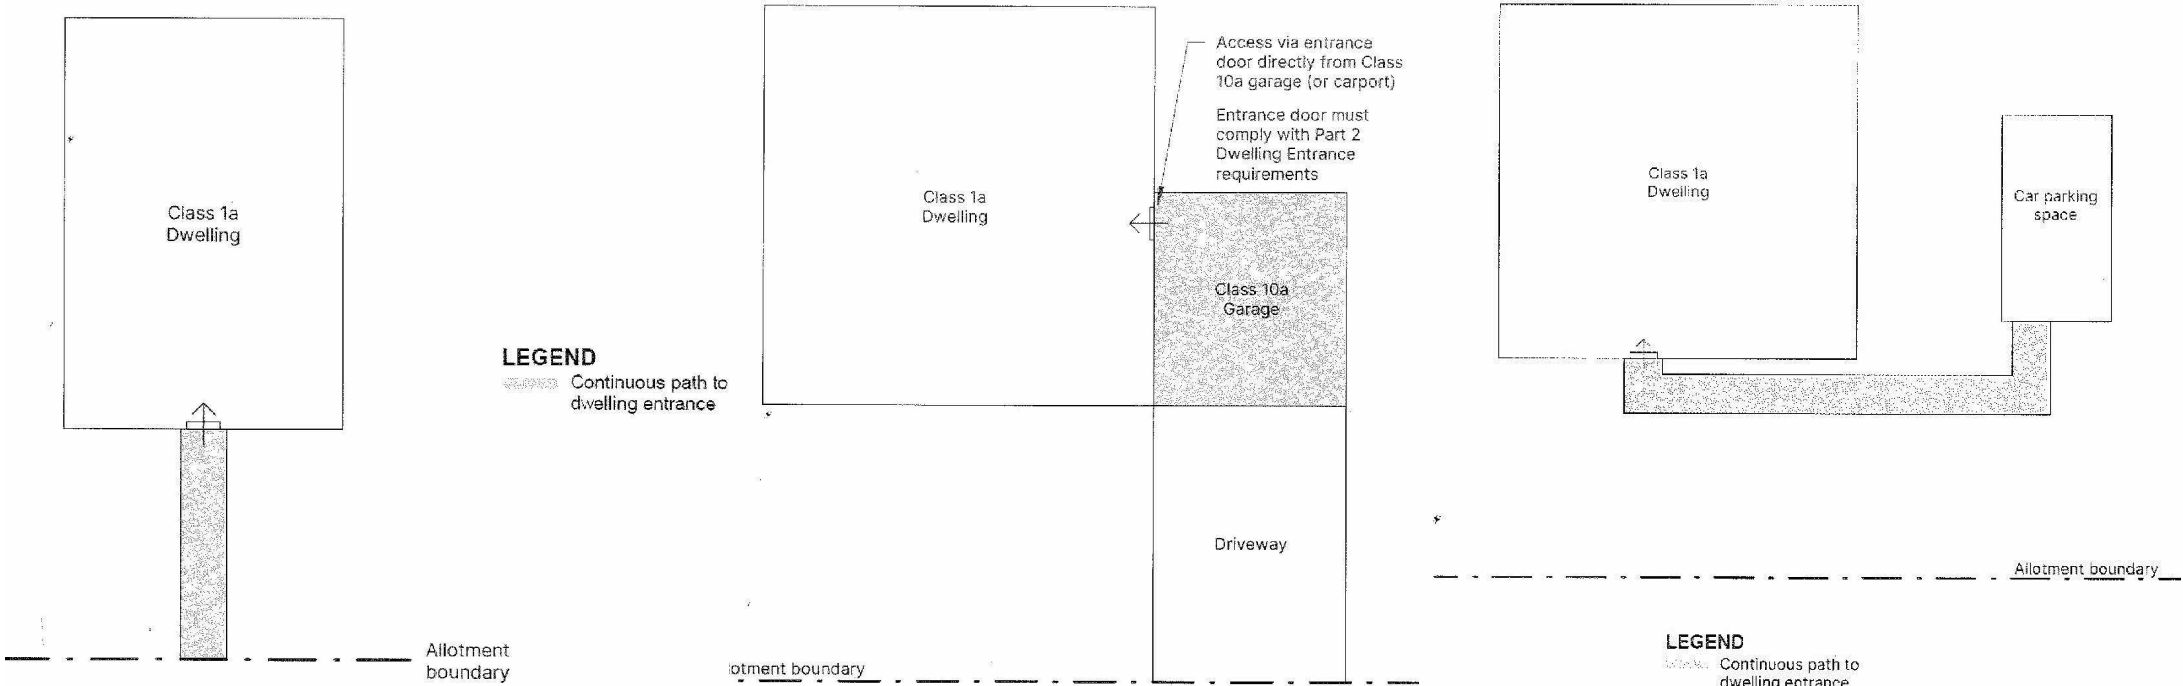 Class 1a
Dwelling
Allotment
boundary
LEGEND
Continuous path to
dwelling entrance
Class 1a
Dwelling
Access via entrance
door directly from Class
10a garage (or carport)
Entrance door must
comply with Part 2
Dwelling Entrance
requirements
Class 10a
Garage
Driveway
lotment boundary
Class 1a
Dwelling
Car parking
space
Allotment boundary
LEGEND
Continuous path to
dwelling entrance